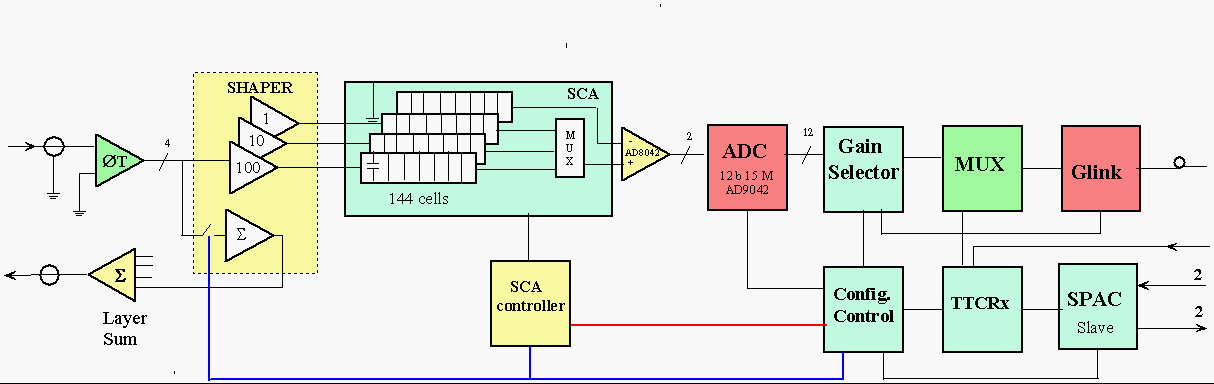 SHAPER
SCA
1
4
10
2
12
ØT
100
M
U
X
-
AD8042
+
ADC
12 b 15 M
AD9042
Gain
Selector
MUX
Glink
144 cells
Σ
Σ
Layer
Sum
SCA
controller
Config.
Control
TTCRx
SPAC
Slave
2
2